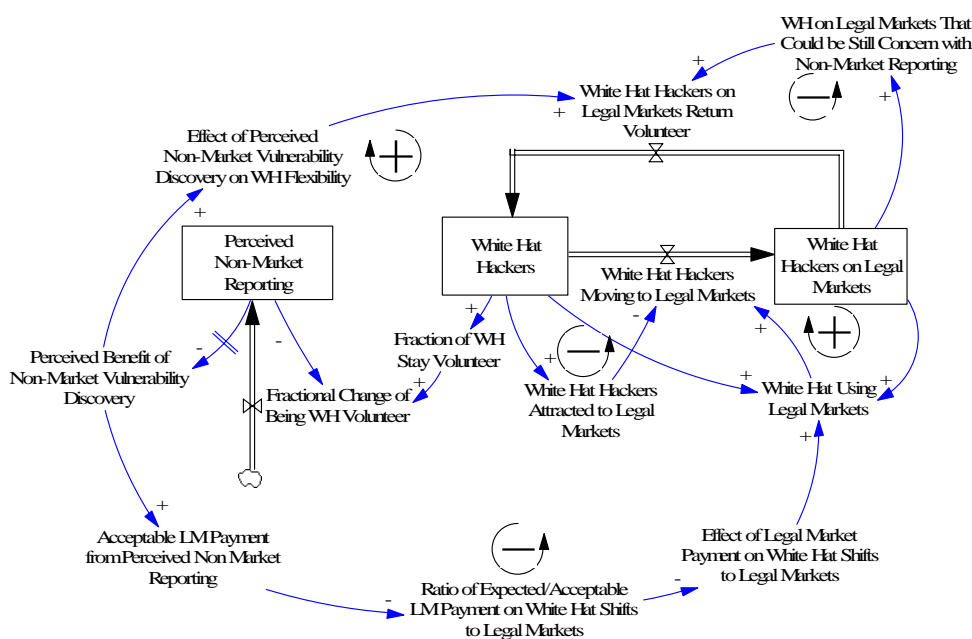 WH on Legal Markets That
Could be Still Concern with
Non-Market Reporting
+
+
White Hat Hackers on
Legal Markets Return
Volunteer
+
Effect of Perceived
Non-Market Vulnerability
Discovery on WH Flexibility
+
Perceived
Non-Market
Reporting
White Hat
Hackers
White Hat
Hackers on Legal
Markets
White Hat Hackers
Moving to Legal Markets
-
+
+
Fraction of WH
Stay Volunteer
+
-
-
Perceived Benefit of
Non-Market Vulnerability
Discovery
Fractional Change of
Being WH Volunteer
+
White Hat Hackers
Attracted to Legal
Markets
+
White Hat Using
Legal Markets
+
+
+
Acceptable LM Payment
from Perceived Non Market
Reporting
-
Ratio of Expected/Acceptable
LM Payment on White Hat Shifts
to Legal Markets
-
Effect of Legal Market
Payment on White Hat Shifts
to Legal Markets